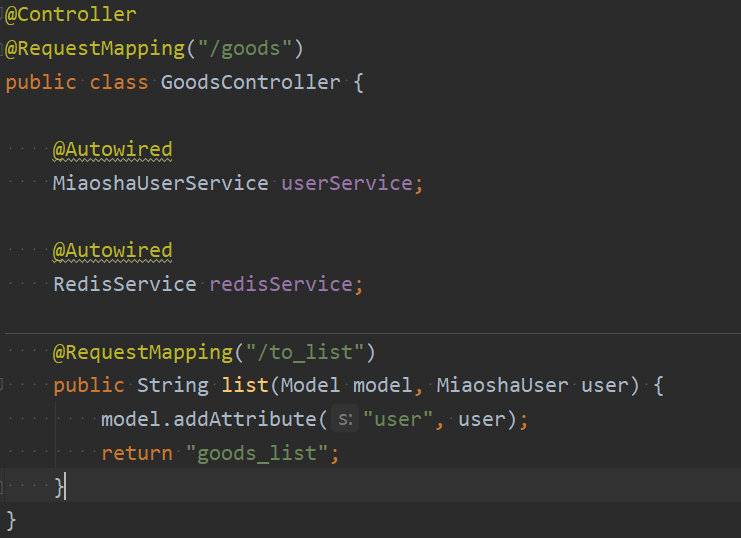 @Controller
@RequestMapping("/goods")
public class GoodsController {
@Autowired
MiaoshaUserService userService;
@Autowired
RedisService redisService;
@RequestMapping("/to_list")
public String list(Model model, MiaoshaUser user) {
model.addAttribute( s: "user", user);
return "goods_list";
}
}